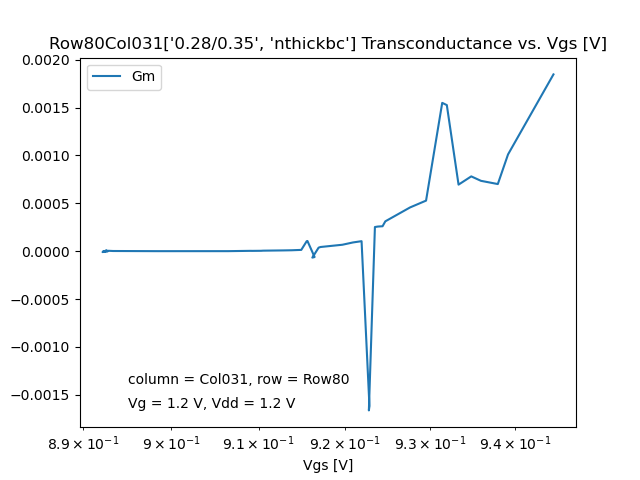 Row80Col031['0.28/0.35', 'nthickbc'] Transconductance vs. Vgs [V]
Gm
0.0020
0.0015
0.0010
0.0005
0.0000
−0.0005
−0.0010
−0.0015
column = Col031, row = Row80
Vg = 1.2 V, Vdd = 1.2 V
8.9 × 10⁻¹ 9 × 10⁻¹ 9.1 × 10⁻¹ 9.2 × 10⁻¹ 9.3 × 10⁻¹ 9.4 × 10⁻¹
Vgs [V]